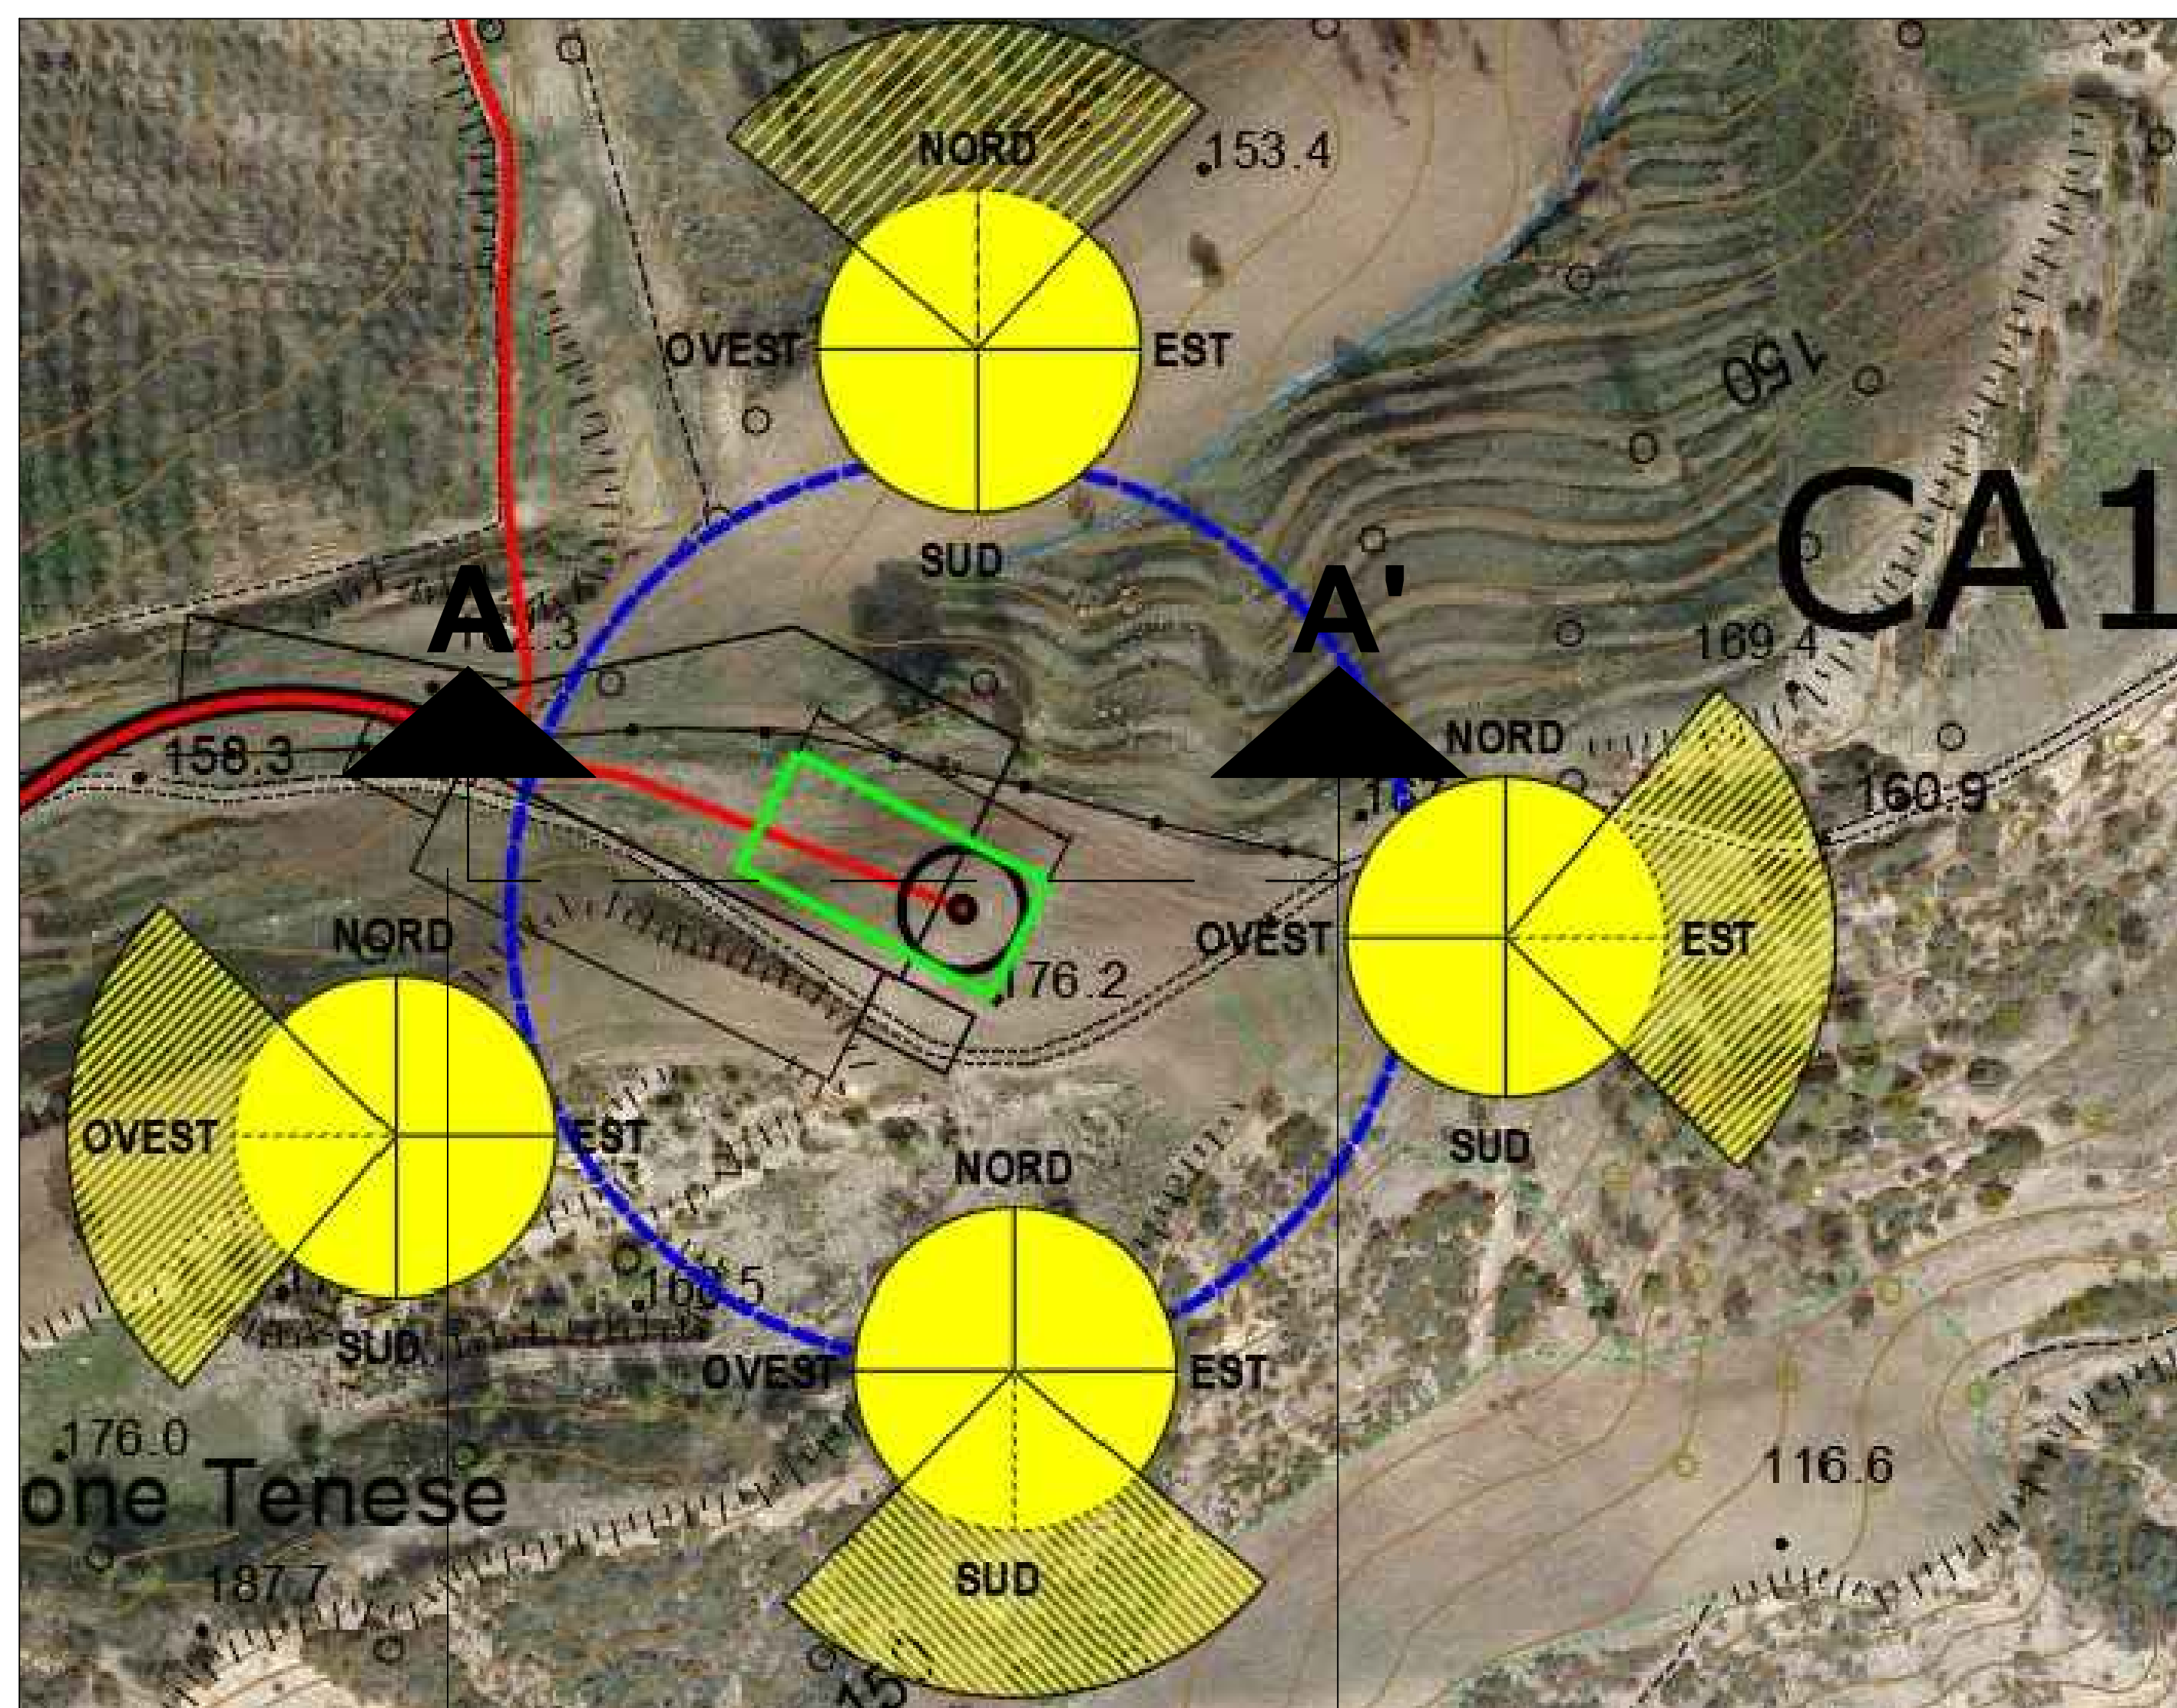 NORD
153.4
OVEST
EST
150
SUD
CA1
A
A'
169.4
158.3
NORD
160.9
NORD
OVEST
EST
176.2
OVEST
EST
SUD
NORD
SUD
OVEST
EST
176.0
116.6
one Tenese
187.7
SUD